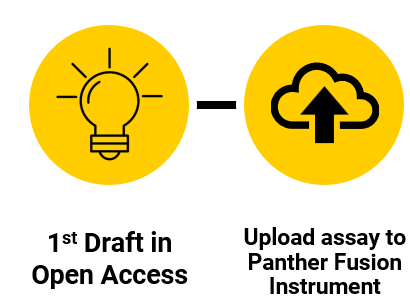 1st Draft in
Open Access
Upload assay to
Panther Fusion
Instrument